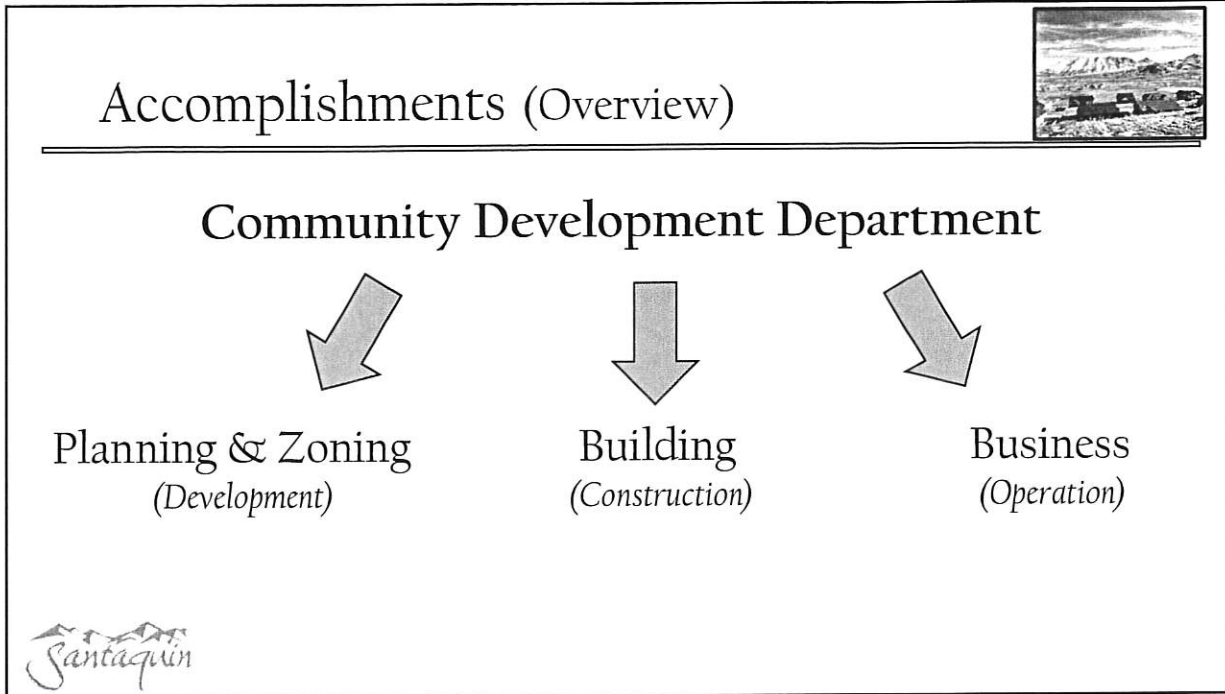 Accomplishments (Overview)
Community Development Department
Planning & Zoning
(Development)
Building
(Construction)
Business
(Operation)
Santaquin